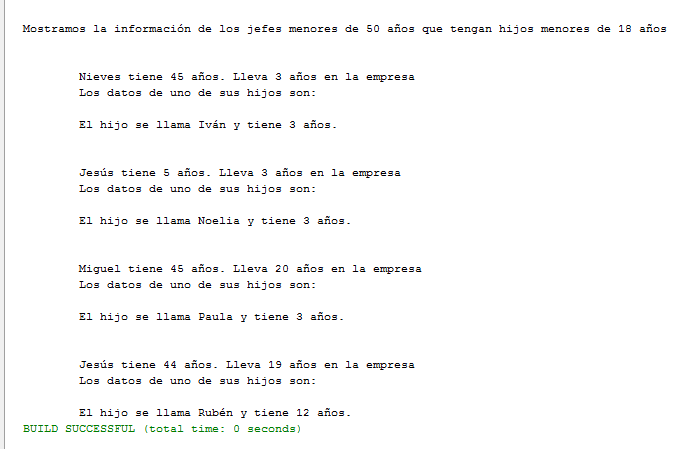 Mostramos la información de los jefes menores de 50 años que tengan hijos menores de 18 años
Nieves tiene 45 años. Lleva 3 años en la empresa
Los datos de uno de sus hijos son:
El hijo se llama Iván y tiene 3 años.
Jesús tiene 5 años. Lleva 3 años en la empresa
Los datos de uno de sus hijos son:
El hijo se llama Noelia y tiene 3 años.
Miguel tiene 45 años. Lleva 20 años en la empresa
Los datos de uno de sus hijos son:
El hijo se llama Paula y tiene 3 años.
Jesús tiene 44 años. Lleva 19 años en la empresa
Los datos de uno de sus hijos son:
El hijo se llama Rubén y tiene 12 años.
BUILD SUCCESSFUL (total time: 0 seconds)